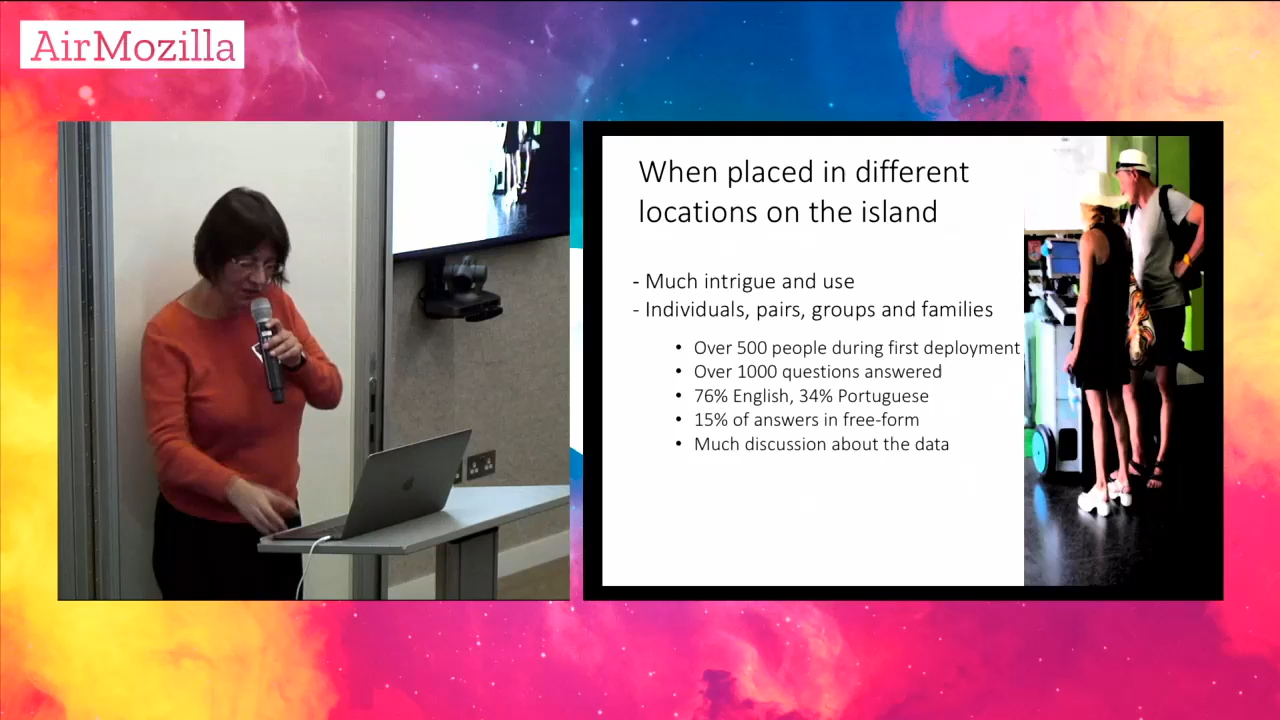 AirMozilla
When placed in different
locations on the island
- Much intrigue and use
- Individuals, pairs, groups and families
• Over 500 people during first deployment
• Over 1000 questions answered
• 76% English, 34% Portuguese
• 15% of answers in free-form
• Much discussion about the data